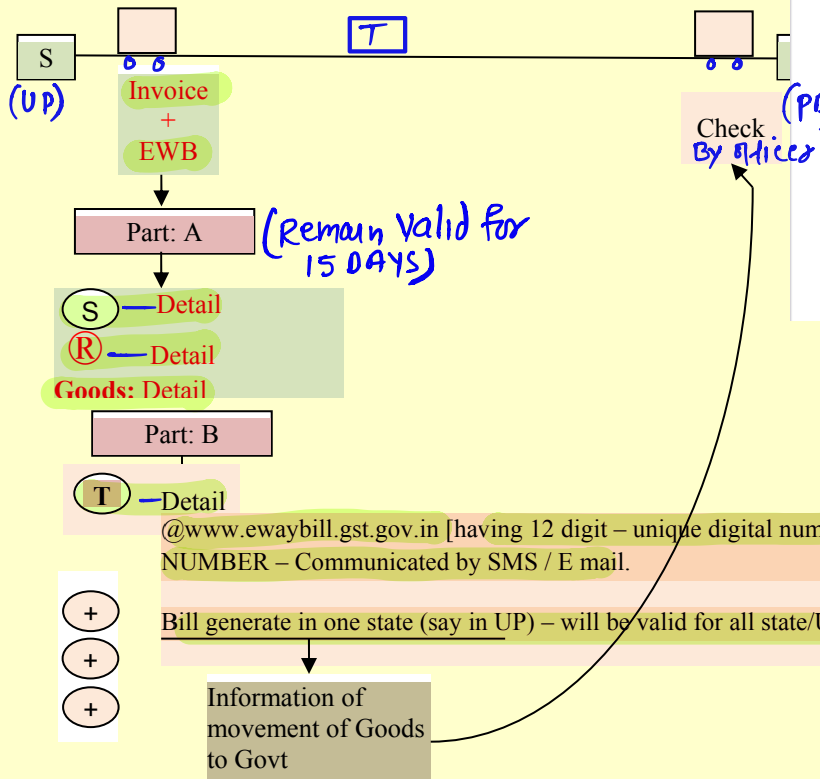 T
S
(UP)
Invoice
+
EWB
Check
By officer
Part: A
(Remain Valid for
15 DAYS)
S — Detail
Ⓡ — Detail
Goods: Detail
Part: B
T — Detail
@www.ewaybill.gst.gov.in [having 12 digit – unique digital num
NUMBER – Communicated by SMS / E mail.
+
Bill generate in one state (say in UP) – will be valid for all state/U
+
+
Information of
movement of Goods
to Govt